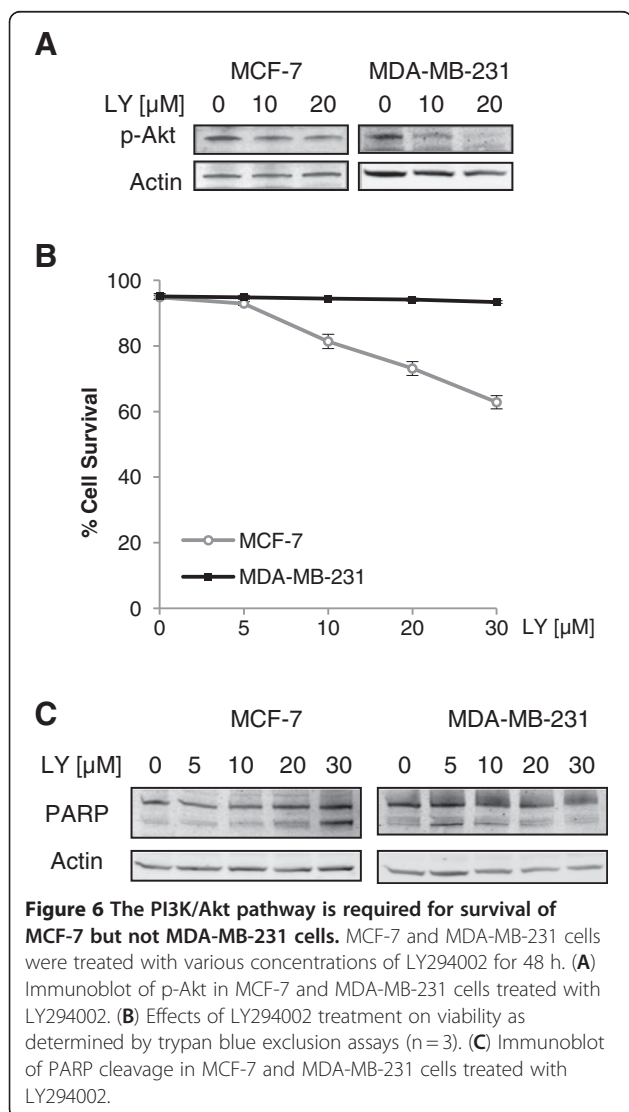 A
MCF-7 MDA-MB-231
LY [µM] 0 10 20 0 10 20
p-Akt
Actin
B
100
80
60
40
20
0
% Cell Survival
MCF-7
MDA-MB-231
0 5 10 20 30 LY [µM]
C
MCF-7 MDA-MB-231
LY [µM] 0 5 10 20 30 0 5 10 20 30
PARP
Actin
Figure 6 The PI3K/Akt pathway is required for survival of
MCF-7 but not MDA-MB-231 cells. MCF-7 and MDA-MB-231 cells
were treated with various concentrations of LY294002 for 48 h. (A)
Immunoblot of p-Akt in MCF-7 and MDA-MB-231 cells treated with
LY294002. (B) Effects of LY294002 treatment on viability as
determined by trypan blue exclusion assays (n = 3). (C) Immunoblot
of PARP cleavage in MCF-7 and MDA-MB-231 cells treated with
LY294002.